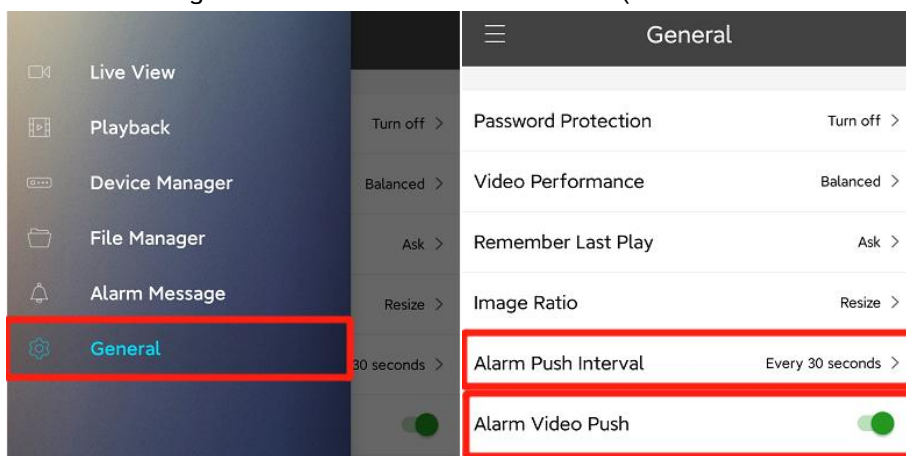 General
Live View
Playback
Turn off
Password Protection
Turn off
Device Manager
Balanced
Video Performance
Balanced
File Manager
Ask
Remember Last Play
Ask
Alarm Message
Resize
Image Ratio
Resize
General
30 seconds
Alarm Push Interval
Every 30 seconds
Alarm Video Push